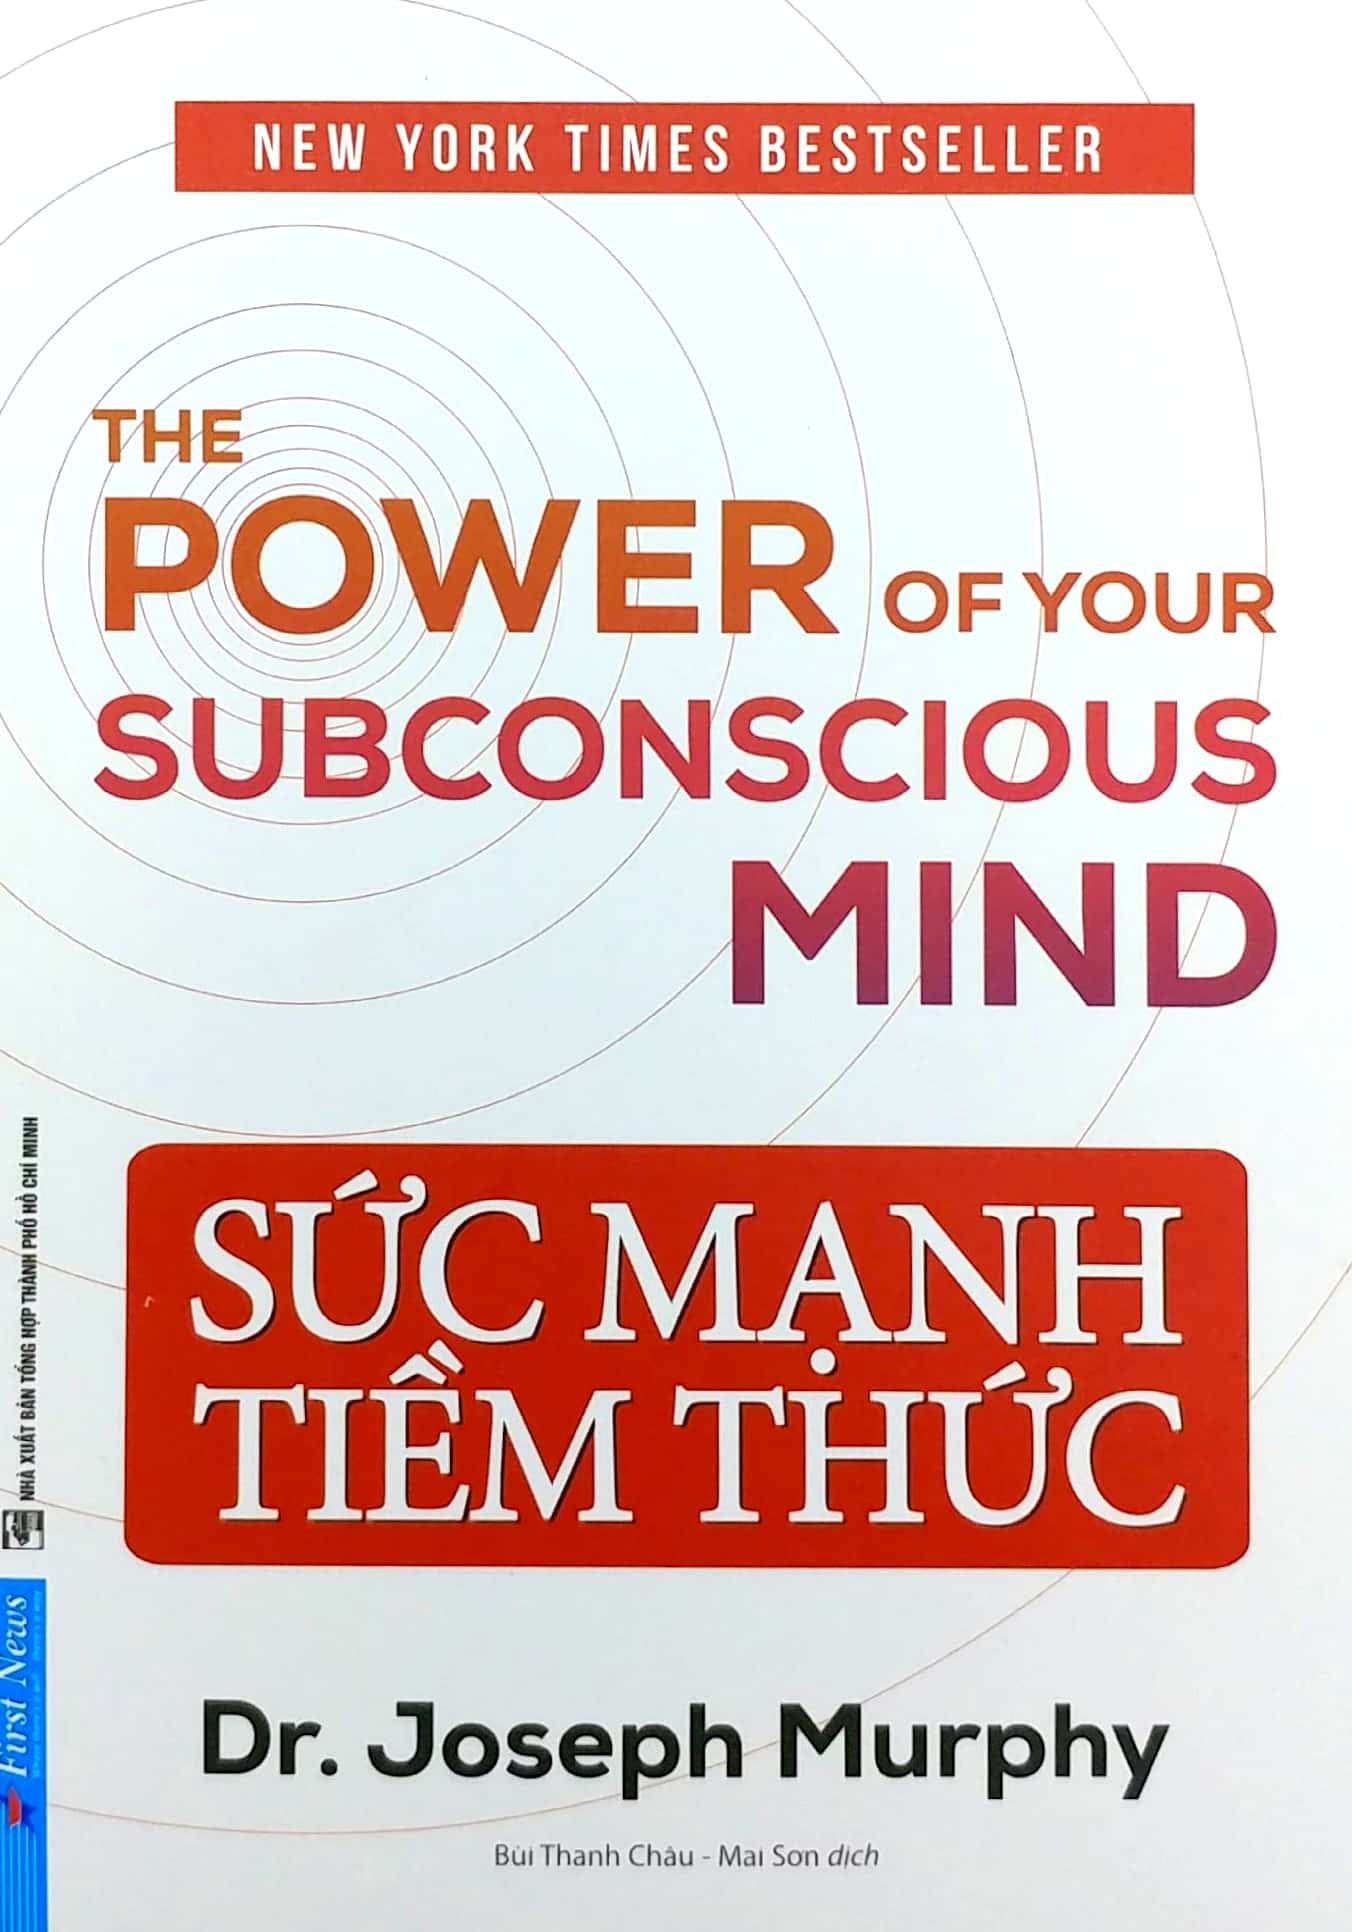 NEW YORK TIMES BESTSELLER
THE
POWER OF YOUR
SUBCONSCIOUS
MIND
SỨC MẠNH
TIỀM THỨC
Dr. Joseph Murphy
Bùi Thanh Châu - Mai Sơn dịch
NHÀ XUẤT BẢN TỔNG HỢP THÀNH PHỐ HỒ CHÍ MINH
First News